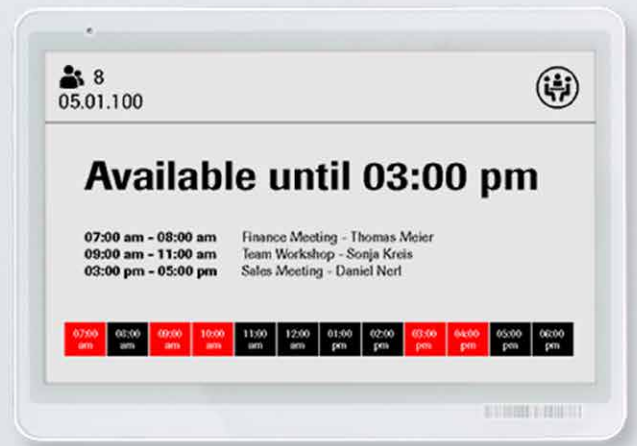 8
05.01.100
Available until 03:00 pm
07:00 am - 08:00 am Finance Meeting - Thomas Meier
09:00 am - 11:00 am Team Workshop - Sonja Kreis
03:00 pm - 05:00 pm Sales Meeting - Daniel Nerl
07:00 am 08:00 am 09:00 am 10:00 am 11:00 am 12:00 am 01:00 pm 02:00 pm 03:00 pm 04:00 pm 05:00 pm 06:00 pm